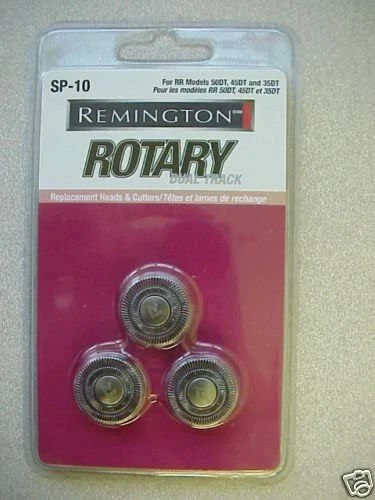 SP-10
For RR Models 50DT, 45DT and 35DT
Pour les modèles RR 50DT, 45DT et 35DT
REMINGTON
ROTARY
DUAL TRACK
Replacement Heads & Cutters/Têtes et lames de rechange